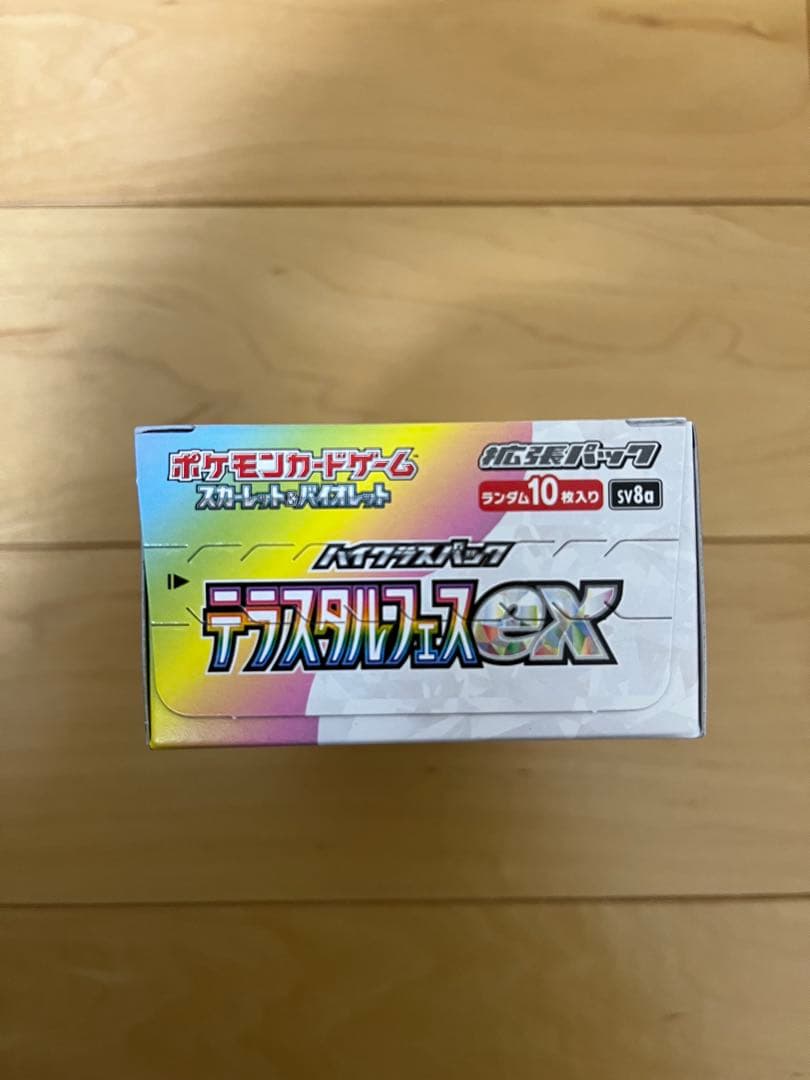 ポケモンカードゲーム
スカーレット&バイオレット
拡張パック
ランダム10枚入り
SV8a
ハイクラスパック
テラスタルフェスex